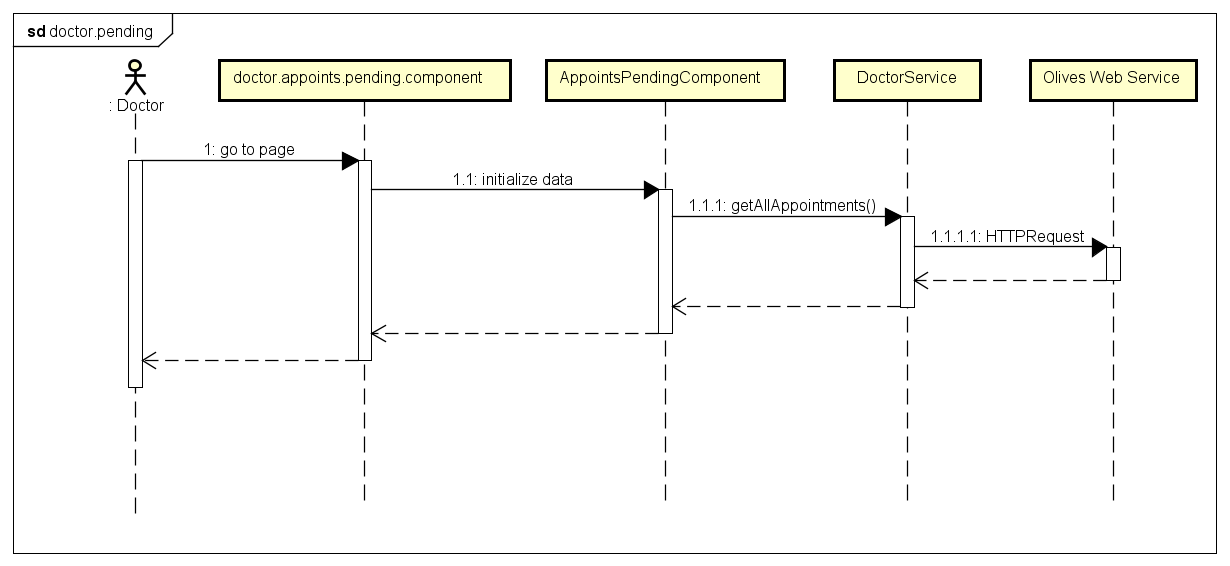 sd doctor.pending
: Doctor
doctor.appoints.pending.component
AppointsPendingComponent
DoctorService
Olives Web Service
1: go to page
1.1: initialize data
1.1.1: getAllAppointments()
1.1.1.1: HTTPRequest